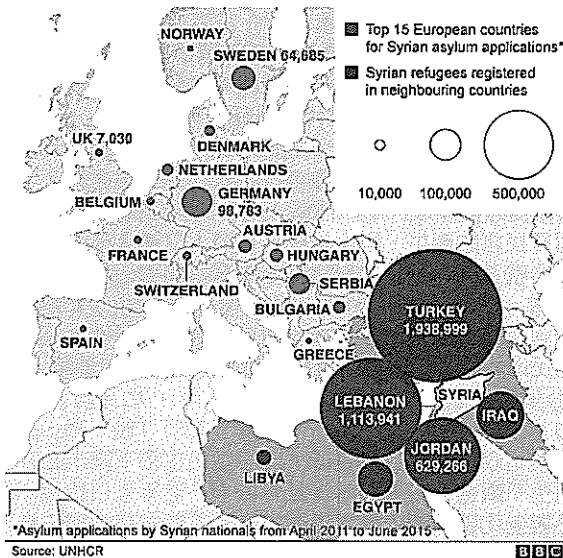 NORWAY
SWEDEN 64,685
Top 15 European countries
for Syrian asylum applications*
Syrian refugees registered
in neighbouring countries
10,000
100,000
500,000
UK 7,030
DENMARK
NETHERLANDS
GERMANY
98,783
BELGIUM
AUSTRIA
FRANCE
HUNGARY
SWITZERLAND
SERBIA
BULGARIA
TURKEY
1,938,999
SPAIN
GREECE
LEBANON
1,113,941
SYRIA
IRAQ
JORDAN
629,266
LIBYA
EGYPT
*Asylum applications by Syrian nationals from April 2011 to June 2015
Source: UNHCR
BBC